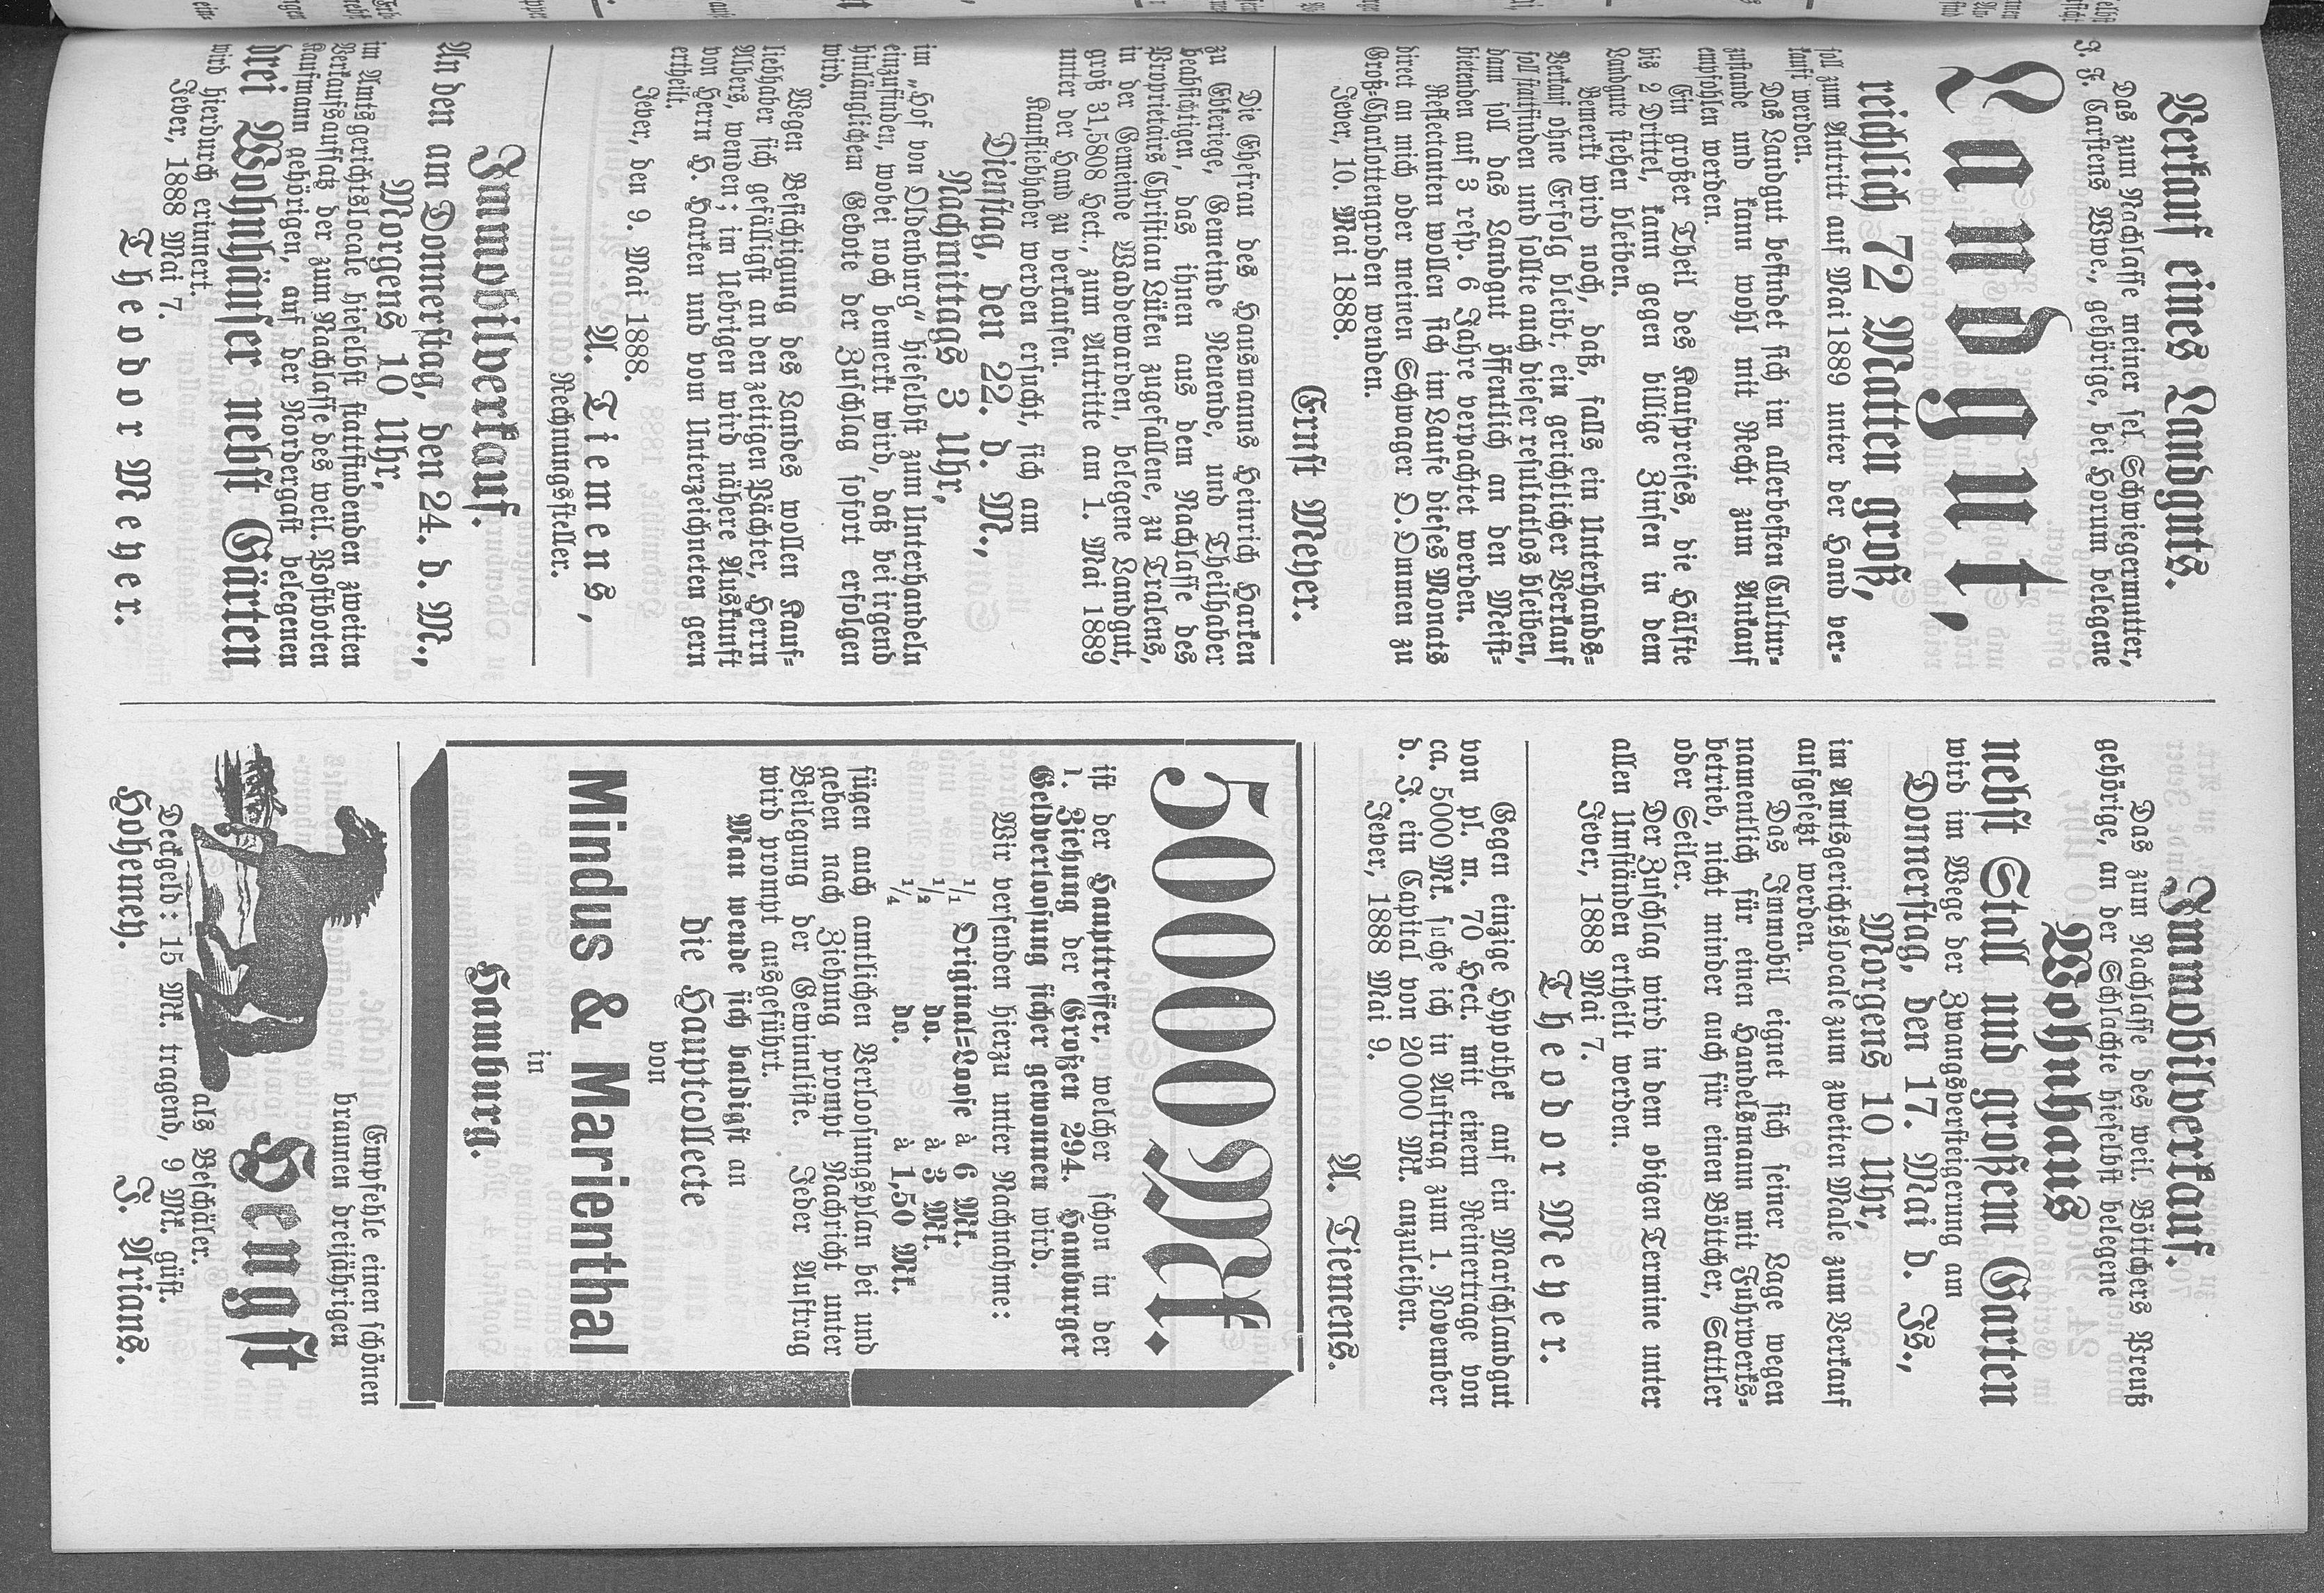 Verkauf eines Landguts.
Das zum Nachlasse meiner sel. Schwiegermutter,
J. F. Carstens Wwe., gehörige, bei Horum belegene
Landgut,
reichlich 72 Matten groß,
soll zum Antritt auf Mai 1889 unter der Hand ver-
kauft werden.
Das Landgut befindet sich im allerbesten Cultur-
zustande und kann wohl mit Recht zum Ankauf
empfohlen werden.
Ein großer Theil des Kaufpreises, die Hälfte
bis 2 Drittel, kann gegen billige Zinsen in dem
Landgute stehen bleiben.
Bemerkt wird noch, daß, falls ein Unterhands-
Verkauf ohne Erfolg bleibt, ein gerichtlicher Verkauf
soll stattfinden und sollte auch dieser resultatlos bleiben,
dann soll das Landgut öffentlich an den Meist-
bietenden auf 3 resp. 6 Jahre verpachtet werden.
Reflectanten wollen sich im Laufe dieses Monats
direct an mich oder meinen Schwager O. Ommen zu
Groß-Charlottengroden wenden.
Jever, 10. Mai 1888.
Ernst Meyer.
Die Ehefrau des Hausmanns Heinrich Harken
zu Ebkeriege, Gemeinde Neuende, und Theilhaber
beabsichtigen, das ihnen aus dem Nachlasse des
Proprietairs Christian Lüken zugefallene, zu Tralens,
in der Gemeinde Waddewarden, belegene Landgut,
groß 31,5808 Hect., zum Antritte am 1. Mai 1889
unter der Hand zu verkaufen.
Kaufliebhaber werden ersucht, sich am
Dienstag, den 22. d. M.,
Nachmittags 3 Uhr,
im „Hof von Oldenburg“ hieselbst zum Unterhandeln
einzufinden, wobei noch bemerkt wird, daß bei irgend
hinlänglichem Gebote der Zuschlag sofort erfolgen
wird.
Wegen Besichtigung des Landes wollen Kauf-
liebhaber sich gefälligst an den zeitigen Pächter, Herrn
Albers, wenden; im Uebrigen wird nähere Auskunft
von Herrn H. Harken und vom Unterzeichneten gern
ertheilt.
Jever, den 9. Mai 1888.
A. Tiemens,
Rechnungssteller.
Immobilverkauf.
An den am Donnerstag, den 24. d. M.,
Morgens 10 Uhr,
im Amtsgerichtslocale hieselbst stattfindenden zweiten
Verkaufsaufsatz der zum Nachlasse des weil. Postboten
Kaufmann gehörigen, auf der Nordergast belegenen
drei Wohnhäuser nebst Gärten
wird hierdurch erinnert.
Jever, 1888 Mai 7.
Theodor Meyer.
Immobilverkauf.
Das zum Nachlasse des weil. Böttchers Preuß
gehörige, an der Schlachte hieselbst belegene
Wohnhaus
nebst Stall und großem Garten
wird im Wege der Zwangsversteigerung am
Donnerstag, den 17. Mai d. Js.,
Morgens 10 Uhr,
im Amtsgerichtslocale zum zweiten Male zum Verkauf
aufgesetzt werden.
Das Immobil eignet sich seiner Lage wegen
namentlich für einen Handelsmann mit Fuhrwerks-
betrieb, nicht minder auch für einen Böttcher, Sattler
oder Seiler.
Der Zuschlag wird in dem obigen Termine unter
allen Umständen ertheilt werden.
Jever, 1888 Mai 7.
Theodor Meyer.
Gegen einzige Hypothek auf ein Marschlandgut
von pl. m. 70 Hect. mit einem Reinertrage von
ca. 5000 Mk. suche ich in Auftrag zum 1. November
d. J. ein Capital von 20 000 Mk. anzuleihen.
Jever, 1888 Mai 9.
A. Tiemens.
50000 Mk.
ist der Haupttreffer, welcher schon in der
1. Ziehung der Großen 294. Hamburger
Geldverloosung sicher gewonnen wird.
Wir versenden hierzu unter Nachnahme:
1/1 Original-Loose à 6 Mk.
1/2 do. à 3 Mk.
1/4 do. à 1,50 Mk.
fügen auch amtlichen Verloosungsplan bei und
geben nach Ziehung prompt Nachricht unter
Beilegung der Gewinnliste. Jeder Auftrag
wird prompt ausgeführt.
Man wende sich baldigst an
die Hauptcollecte
von
Mindus & Marienthal
in
Hamburg.
Empfehle einen schönen
braunen dreijährigen
Hengst
als Beschäler.
Deckgeld: 15 Mk. tragend, 9 Mk. güst.
Hohemey. J. Arians.